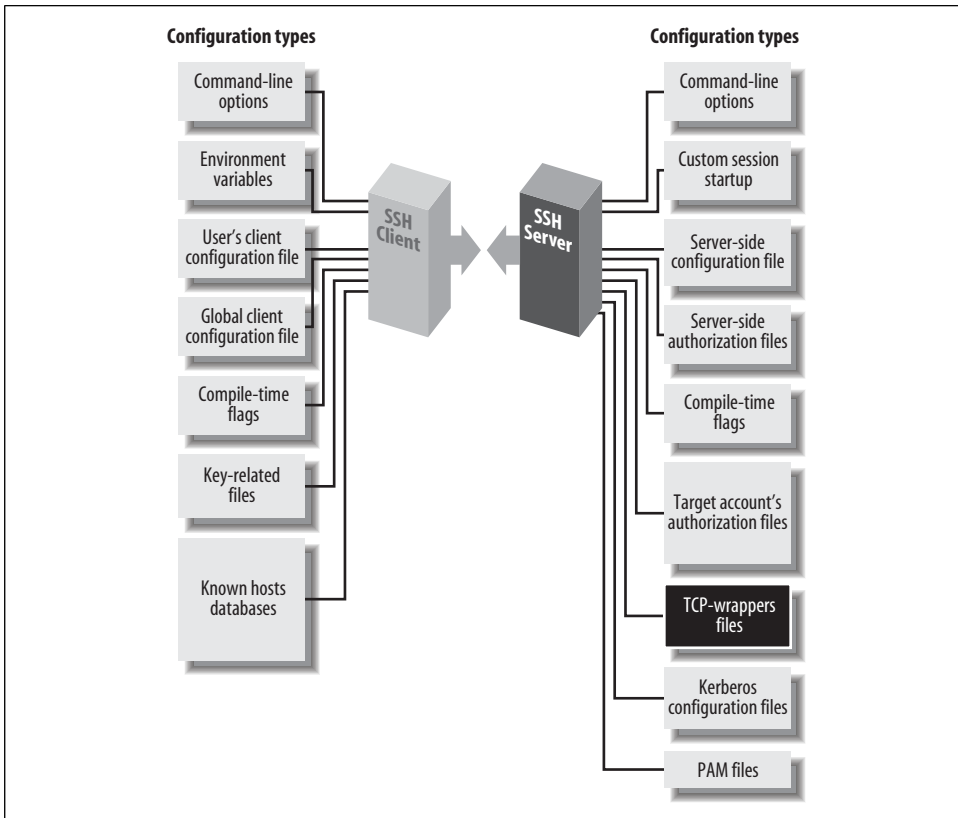 Configuration types
Command-line
options
Environment
variables
User's client
configuration file
Global client
configuration file
Compile-time
flags
Key-related
files
Known hosts
databases
SSH
Client
SSH
Server
Configuration types
Command-line
options
Custom session
startup
Server-side
configuration file
Server-side
authorization files
Compile-time
flags
Target account's
authorization files
TCP-wrappers
files
Kerberos
configuration files
PAM files